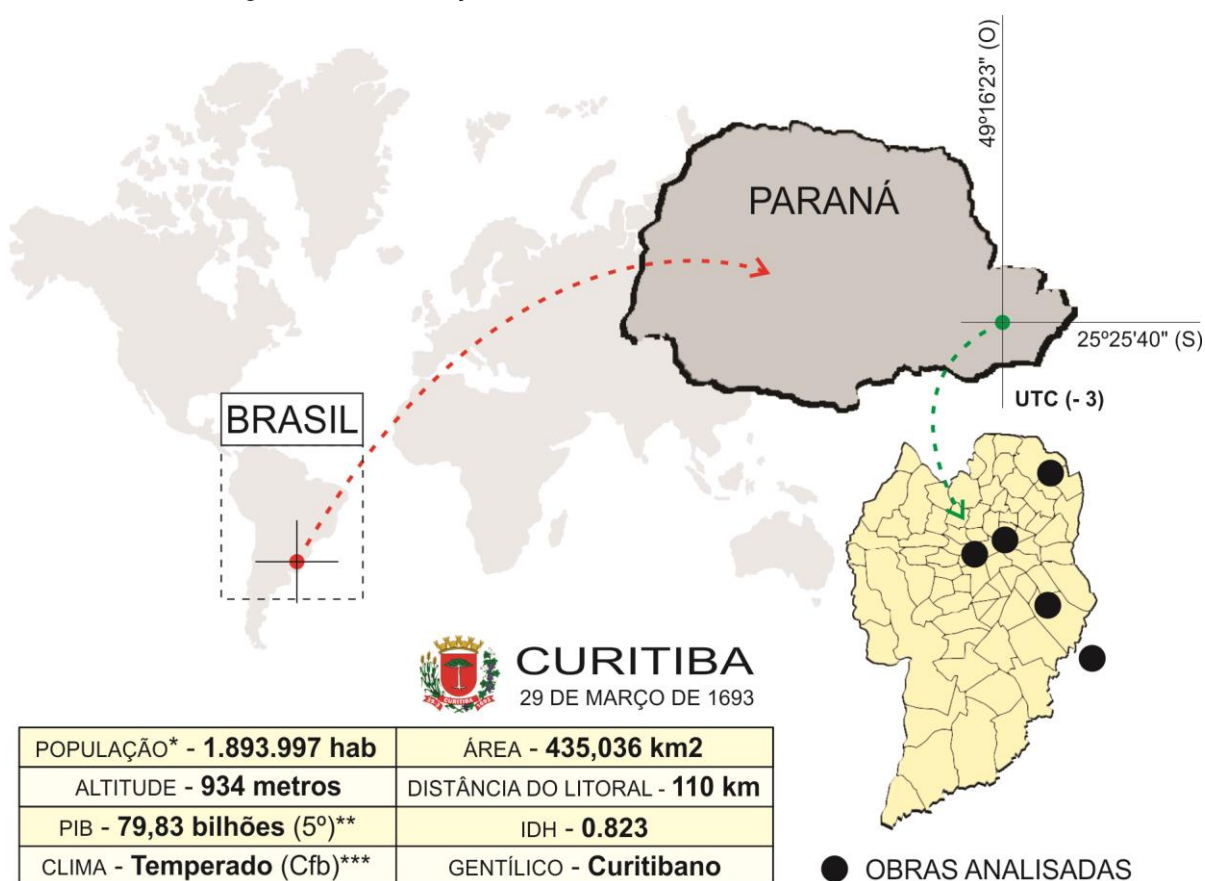 49º16'23" (O)
PARANÁ
25º25'40" (S)
UTC (- 3)
BRASIL
CURITIBA
29 DE MARÇO DE 1693
POPULAÇÃO* - 1.893.997 hab
ÁREA - 435,036 km2
ALTITUDE - 934 metros
DISTÂNCIA DO LITORAL - 110 km
PIB - 79,83 bilhões (5º)**
IDH - 0.823
CLIMA - Temperado (Cfb)***
GENTÍLICO - Curitibano
OBRAS ANALISADAS